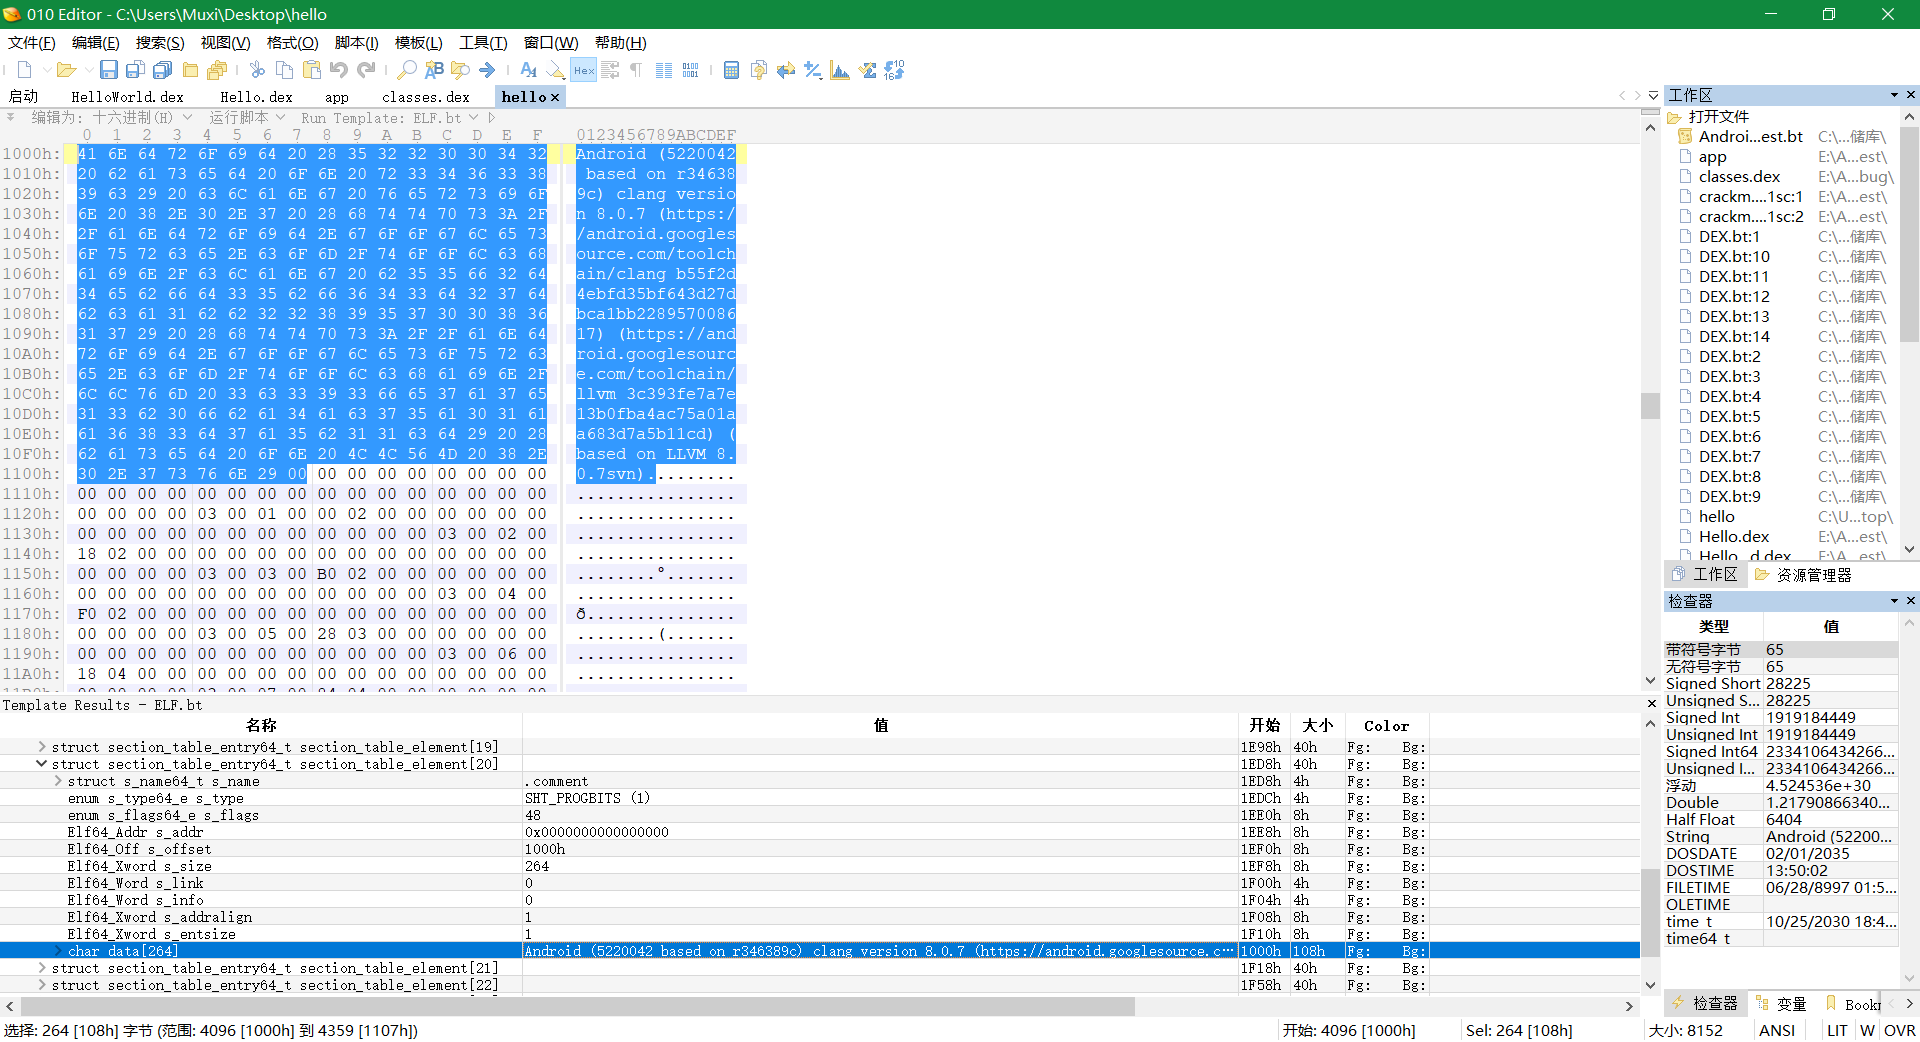 010 Editor - C:\Users\Muxi\Desktop\hello
文件(F) 编辑(E) 搜索(S) 视图(V) 格式(O) 脚本(I) 模板(L) 工具(T) 窗口(W) 帮助(H)
启动 HelloWorld.dex Hello.dex app classes.dex hello
编辑为: 十六进制(H) 运行脚本 Run Template: ELF.bt
0 1 2 3 4 5 6 7 8 9 A B C D E F 0123456789ABCDEF
1000h: 41 6E 64 72 6F 69 64 20 28 35 32 32 30 30 34 32 Android (5220042
1010h: 20 62 61 73 65 64 20 6F 6E 20 72 33 34 36 33 38 based on r34638
1020h: 39 63 29 20 63 6C 61 6E 67 20 76 65 72 73 69 6F 9c) clang versio
1030h: 6E 20 38 2E 30 2E 37 20 28 68 74 74 70 73 3A 2F n 8.0.7 (https:/
1040h: 2F 61 6E 64 72 6F 69 64 2E 67 6F 6F 67 6C 65 73 /android.googles
1050h: 6F 75 72 63 65 2E 63 6F 6D 2F 74 6F 6F 6C 63 68 ource.com/toolch
1060h: 61 69 6E 2F 63 6C 61 6E 67 20 62 35 35 66 32 64 ain/clang b55f2d
1070h: 34 65 62 66 64 33 35 62 66 36 34 33 64 32 37 64 4ebfd35bf643d27d
1080h: 62 63 61 31 62 62 32 32 38 39 35 37 30 30 38 36 bca1bb2289570086
1090h: 31 37 29 20 28 68 74 74 70 73 3A 2F 2F 61 6E 64 17) (https://and
10A0h: 72 6F 69 64 2E 67 6F 6F 67 6C 65 73 6F 75 72 63 roid.googlesourc
10B0h: 65 2E 63 6F 6D 2F 74 6F 6F 6C 63 68 61 69 6E 2F e.com/toolchain/
10C0h: 6C 6C 76 6D 20 33 63 33 39 33 66 65 37 61 37 65 llvm 3c393fe7a7e
10D0h: 31 33 62 30 66 62 61 34 61 63 37 35 61 30 31 61 13b0fba4ac75a01a
10E0h: 61 36 38 33 64 37 61 35 62 31 31 63 64 29 20 28 a683d7a5b11cd) (
10F0h: 62 61 73 65 64 20 6F 6E 20 4C 4C 56 4D 20 38 2E based on LLVM 8.
1100h: 30 2E 37 73 76 6E 29 00 00 00 00 00 00 00 00 00 0.7svn).........
1110h: 00 00 00 00 00 00 00 00 00 00 00 00 00 00 00 00 ................
1120h: 00 00 00 00 03 00 01 00 00 02 00 00 00 00 00 00 ................
1130h: 00 00 00 00 00 00 00 00 00 00 00 00 03 00 02 00 ................
1140h: 18 02 00 00 00 00 00 00 00 00 00 00 00 00 00 00 ................
1150h: 00 00 00 00 03 00 03 00 B0 02 00 00 00 00 00 00 ........°.......
1160h: 00 00 00 00 00 00 00 00 00 00 00 00 03 00 04 00 ................
1170h: F0 02 00 00 00 00 00 00 00 00 00 00 00 00 00 00 ð...............
1180h: 00 00 00 00 03 00 05 00 28 03 00 00 00 00 00 00 ........(.......
1190h: 00 00 00 00 00 00 00 00 00 00 00 00 03 00 06 00 ................
11A0h: 18 04 00 00 00 00 00 00 00 00 00 00 00 00 00 00 ................
Template Results - ELF.bt
名称 值 开始 大小 Color
struct section_table_entry64_t section_table_element[19] 1E98h 40h Fg: Bg:
struct section_table_entry64_t section_table_element[20] 1ED8h 40h Fg: Bg:
struct s_name64_t s_name .comment 1ED8h 4h Fg: Bg:
enum s_type64_e s_type SHT_PROGBITS (1) 1EDCh 4h Fg: Bg:
enum s_flags64_e s_flags 48 1EE0h 8h Fg: Bg:
Elf64_Addr s_addr 0x0000000000000000 1EE8h 8h Fg: Bg:
Elf64_Off s_offset 1000h 1EF0h 8h Fg: Bg:
Elf64_Xword s_size 264 1EF8h 8h Fg: Bg:
Elf64_Word s_link 0 1F00h 4h Fg: Bg:
Elf64_Word s_info 0 1F04h 4h Fg: Bg:
Elf64_Xword s_addralign 1 1F08h 8h Fg: Bg:
Elf64_Xword s_entsize 1 1F10h 8h Fg: Bg:
char data[264] Android (5220042 based on r346389c) clang version 8.0.7 (https://android.googlesource.c··· 1000h 108h Fg: Bg:
struct section_table_entry64_t section_table_element[21] 1F18h 40h Fg: Bg:
struct section_table_entry64_t section_table_element[22] 1F58h 40h Fg: Bg:
选择: 264 [108h] 字节 (范围: 4096 [1000h] 到 4359 [1107h]) 开始: 4096 [1000h] Sel: 264 [108h] 大小: 8152 ANSI LIT W OVR
工作区
打开文件
Androi...est.bt C:\...储库\
app E:\A...est\
classes.dex E:\A...bug\
crackm....1sc:1 E:\A...est\
crackm....1sc:2 E:\A...est\
DEX.bt:1 C:\...储库\
DEX.bt:10 C:\...储库\
DEX.bt:11 C:\...储库\
DEX.bt:12 C:\...储库\
DEX.bt:13 C:\...储库\
DEX.bt:14 C:\...储库\
DEX.bt:2 C:\...储库\
DEX.bt:3 C:\...储库\
DEX.bt:4 C:\...储库\
DEX.bt:5 C:\...储库\
DEX.bt:6 C:\...储库\
DEX.bt:7 C:\...储库\
DEX.bt:8 C:\...储库\
DEX.bt:9 C:\...储库\
hello C:\U...top\
Hello.dex E:\A...est\
Hello...d.dex E:\A...est\
工作区 资源管理器
检查器
类型 值
带符号字节 65
无符号字节 65
Signed Short 28225
Unsigned S... 28225
Signed Int 1919184449
Unsigned Int 1919184449
Signed Int64 2334106434266...
Unsigned I... 2334106434266...
浮动 4.524536e+30
Double 1.21790866340...
Half Float 6404
String Android (52200...
DOSDATE 02/01/2035
DOSTIME 13:50:02
FILETIME 06/28/8997 01:5...
OLETIME
time_t 10/25/2030 18:4...
time64_t
检查器 变量 Bookr